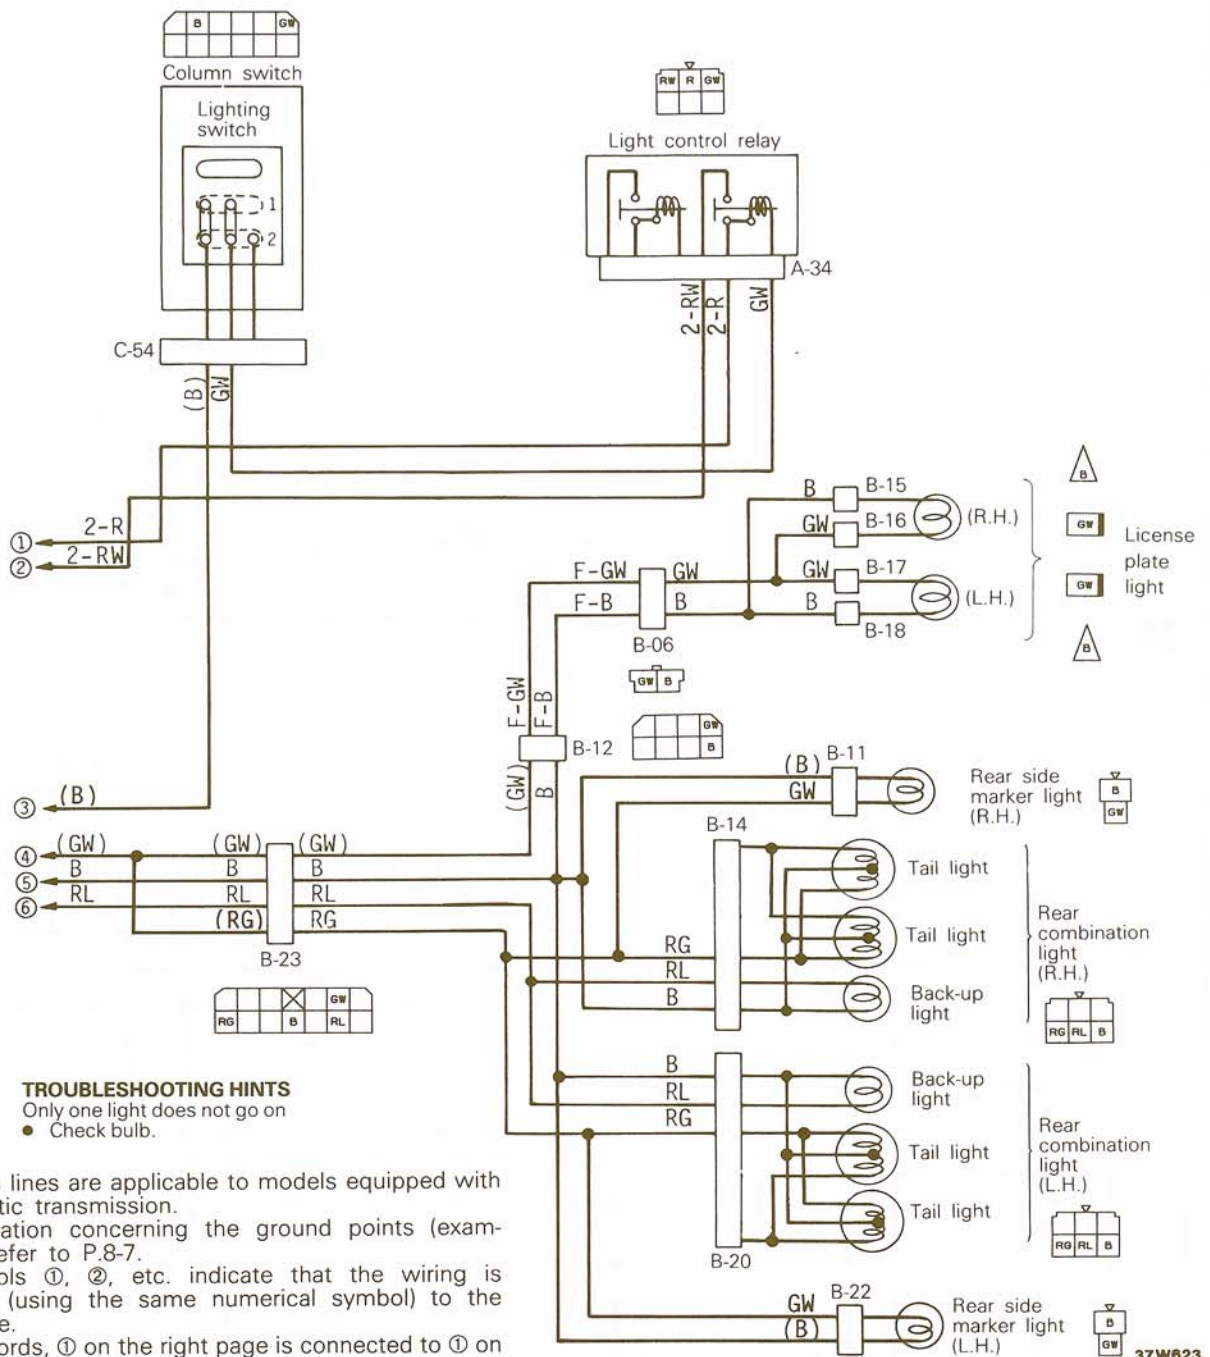 B GW
Column switch
Lighting
switch
1
2
C-54
(B)
GW
RW R GW
Light control relay
A-34
2-RW
2-R
GW
① 2-R
② 2-RW
③ (B)
B B-15
GW B-16
(R.H.)
F-GW GW GW B-17
F-B B B B-18
(L.H.)
B-06
GW B
B
GW
GW
B
License
plate
light
F-GW
F-B
B-12
(GW)
B
GW
B
(B) B-11
GW
Rear side
marker light
(R.H.)
B
GW
④ (GW) (GW) (GW)
⑤ B B B
⑥ RL RL RL
(RG) RG
B-23
GW
RG B RL
B-14
Tail light
Tail light
RG
RL
B
Back-up
light
Rear
combination
light
(R.H.)
RG RL B
B
RL
RG
Back-up
light
Tail light
Tail light
B-20
Rear
combination
light
(L.H.)
RG RL B
GW B-22
(B)
Rear side
marker light
(L.H.)
B
GW
TROUBLESHOOTING HINTS
Only one light does not go on
● Check bulb.
lines are applicable to models equipped with
tic transmission.
ation concerning the ground points (exam-
efer to P.8-7.
ols ①, ②, etc. indicate that the wiring is
(using the same numerical symbol) to the
e.
ords, ① on the right page is connected to ① on
37W623